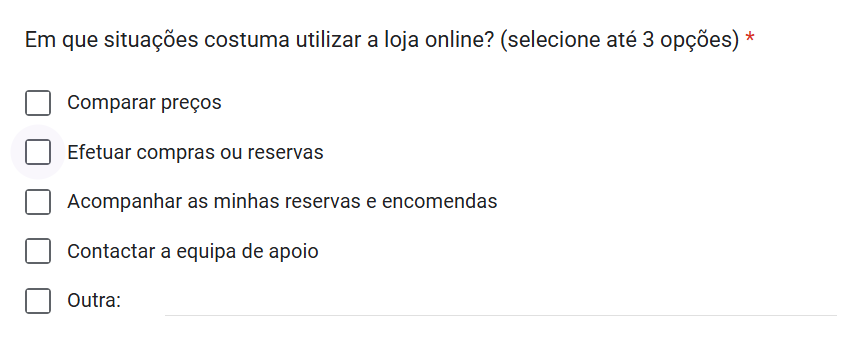 Em que situações costuma utilizar a loja online? (selecione até 3 opções) *
Comparar preços
Efetuar compras ou reservas
Acompanhar as minhas reservas e encomendas
Contactar a equipa de apoio
Outra: